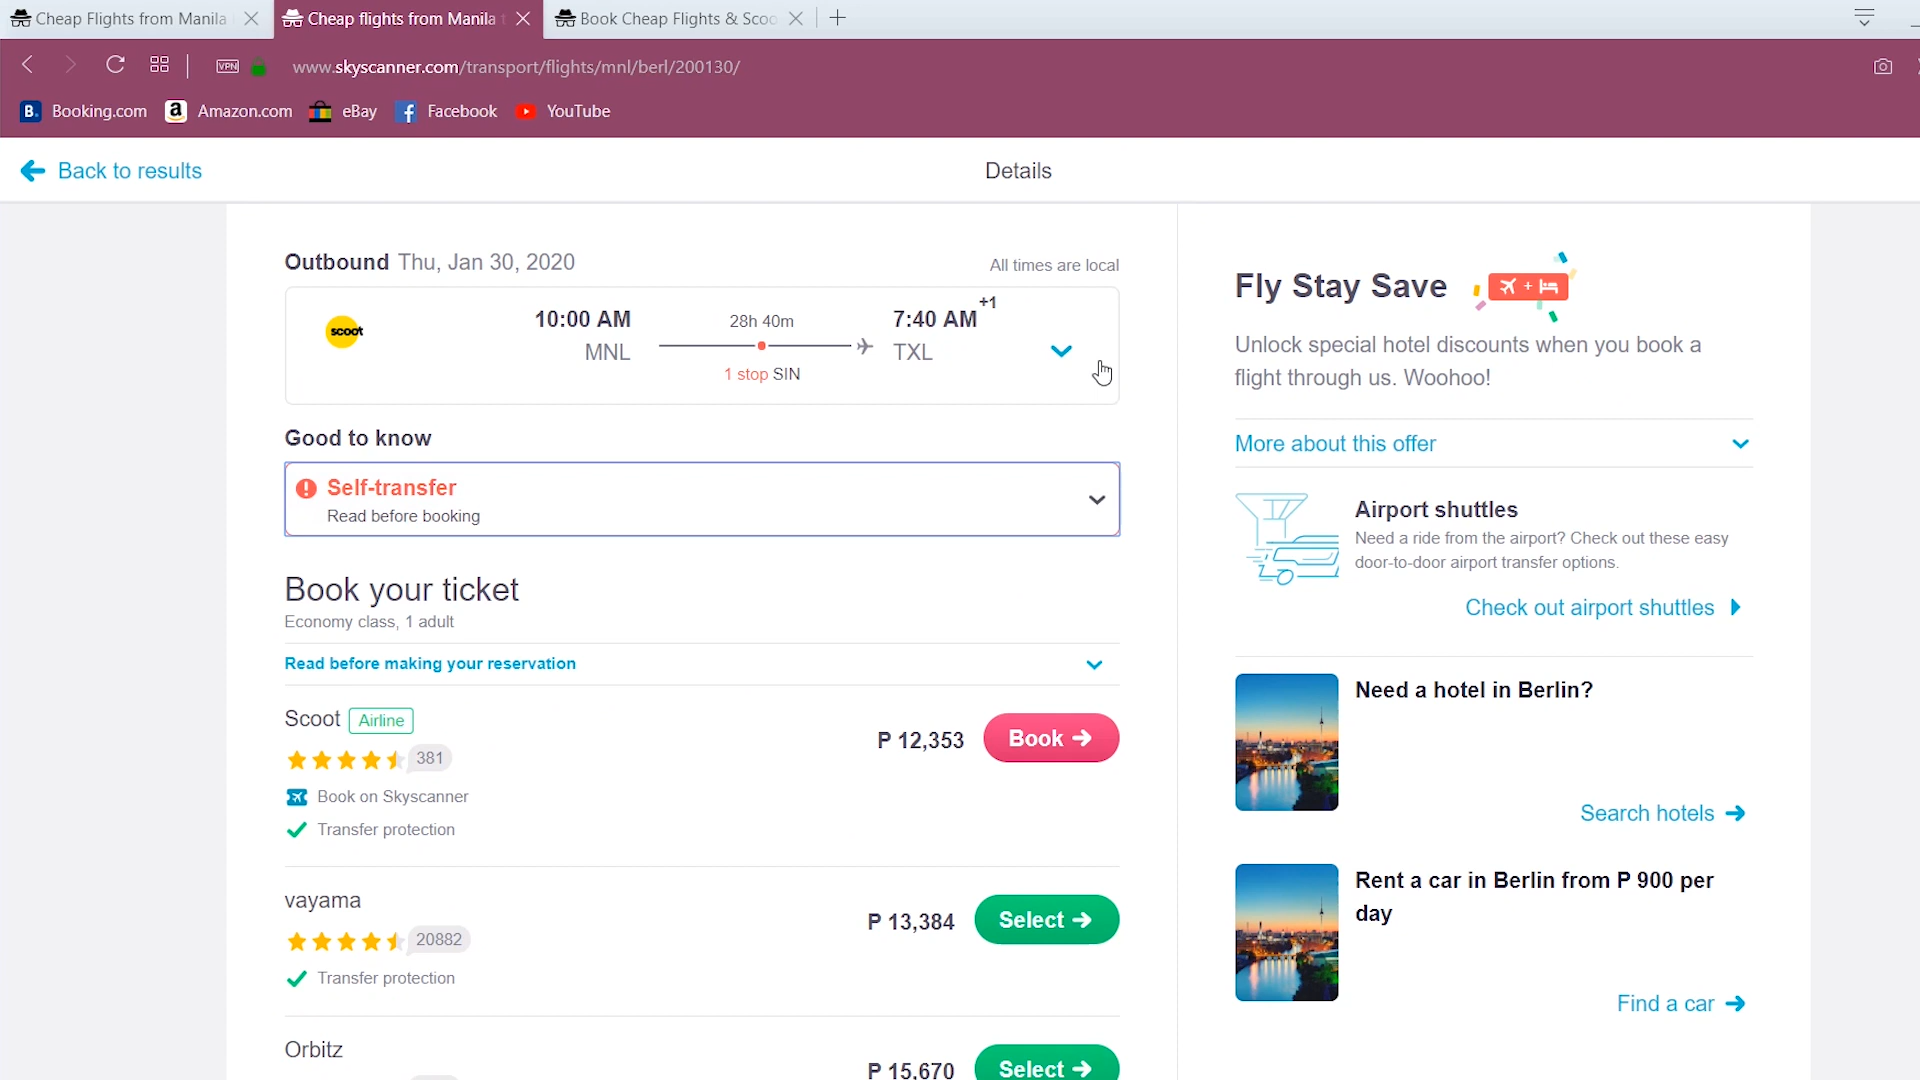 Cheap Flights from Manila
Cheap flights from Manila
Book Cheap Flights & Scoo
VPN
www.skyscanner.com/transport/flights/mnl/berl/200130/
B. Booking.com
a Amazon.com
eBay
Facebook
YouTube
Back to results
Details
Outbound Thu, Jan 30, 2020
All times are local
scoot
10:00 AM
MNL
28h 40m
1 stop SIN
7:40 AM +1
TXL
Good to know
Self-transfer
Read before booking
Book your ticket
Economy class, 1 adult
Read before making your reservation
Scoot Airline
381
Book on Skyscanner
Transfer protection
P 12,353
Book
vayama
20882
Transfer protection
P 13,384
Select
Orbitz
P 15,670
Select
Fly Stay Save
Unlock special hotel discounts when you book a
flight through us. Woohoo!
More about this offer
Airport shuttles
Need a ride from the airport? Check out these easy
door-to-door airport transfer options.
Check out airport shuttles
Need a hotel in Berlin?
Search hotels
Rent a car in Berlin from P 900 per
day
Find a car